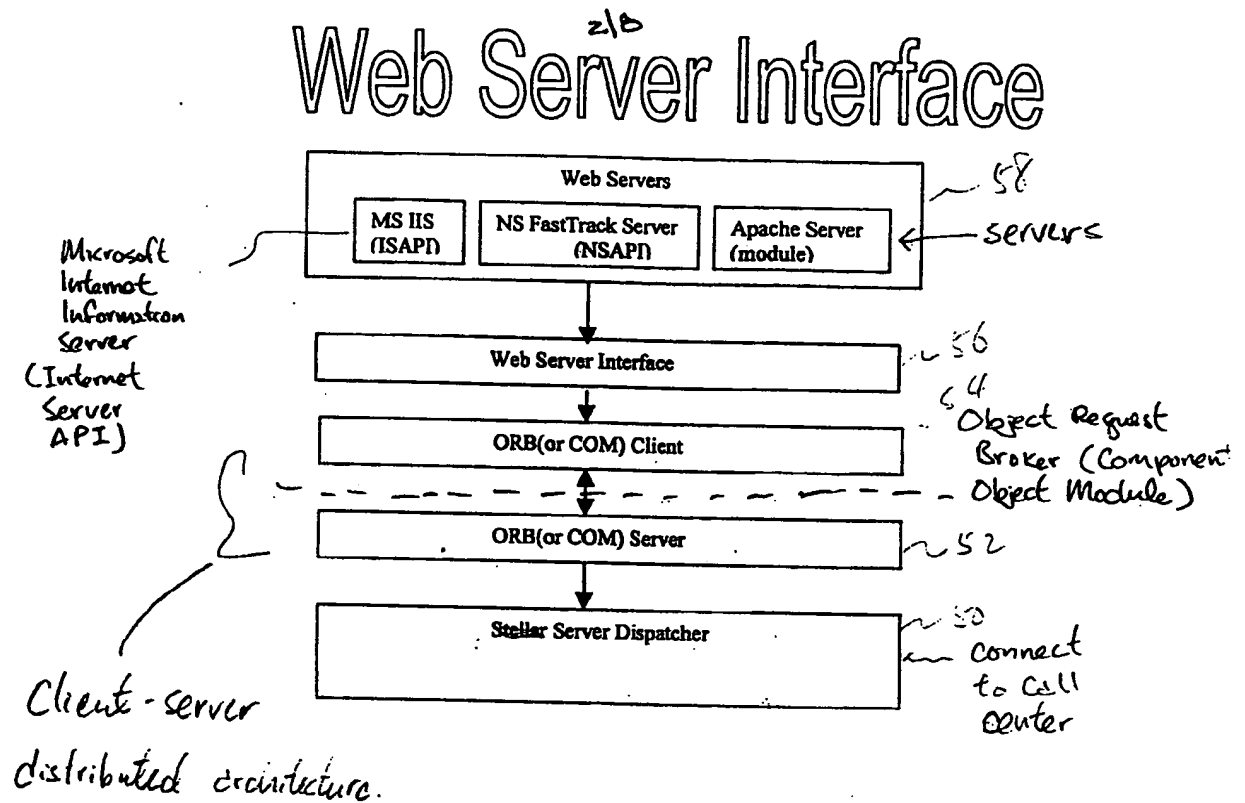 2/8
Web Server Interface
Web Servers
58
MS IIS
(ISAPI)
NS FastTrack Server
(NSAPI)
Apache Server
(module)
servers
Microsoft
Internet
Information
Server
(Internet
Server
API)
Web Server Interface
56
54
ORB(or COM) Client
Object Request
Broker (Component
Object Module)
ORB(or COM) Server
52
Stellar Server Dispatcher
50
Connect
to Call
Center
Client-server
distributed architecture.